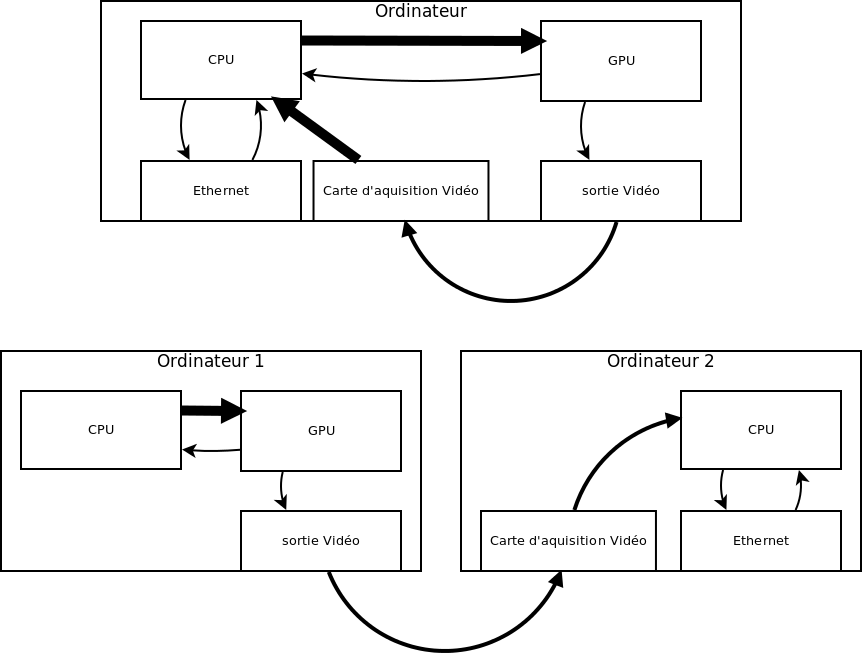 Ordinateur
CPU
GPU
Ethernet
Carte d'aquisition Vidéo
sortie Vidéo
Ordinateur 1
Ordinateur 2
CPU
GPU
CPU
sortie Vidéo
Carte d'aquisition Vidéo
Ethernet